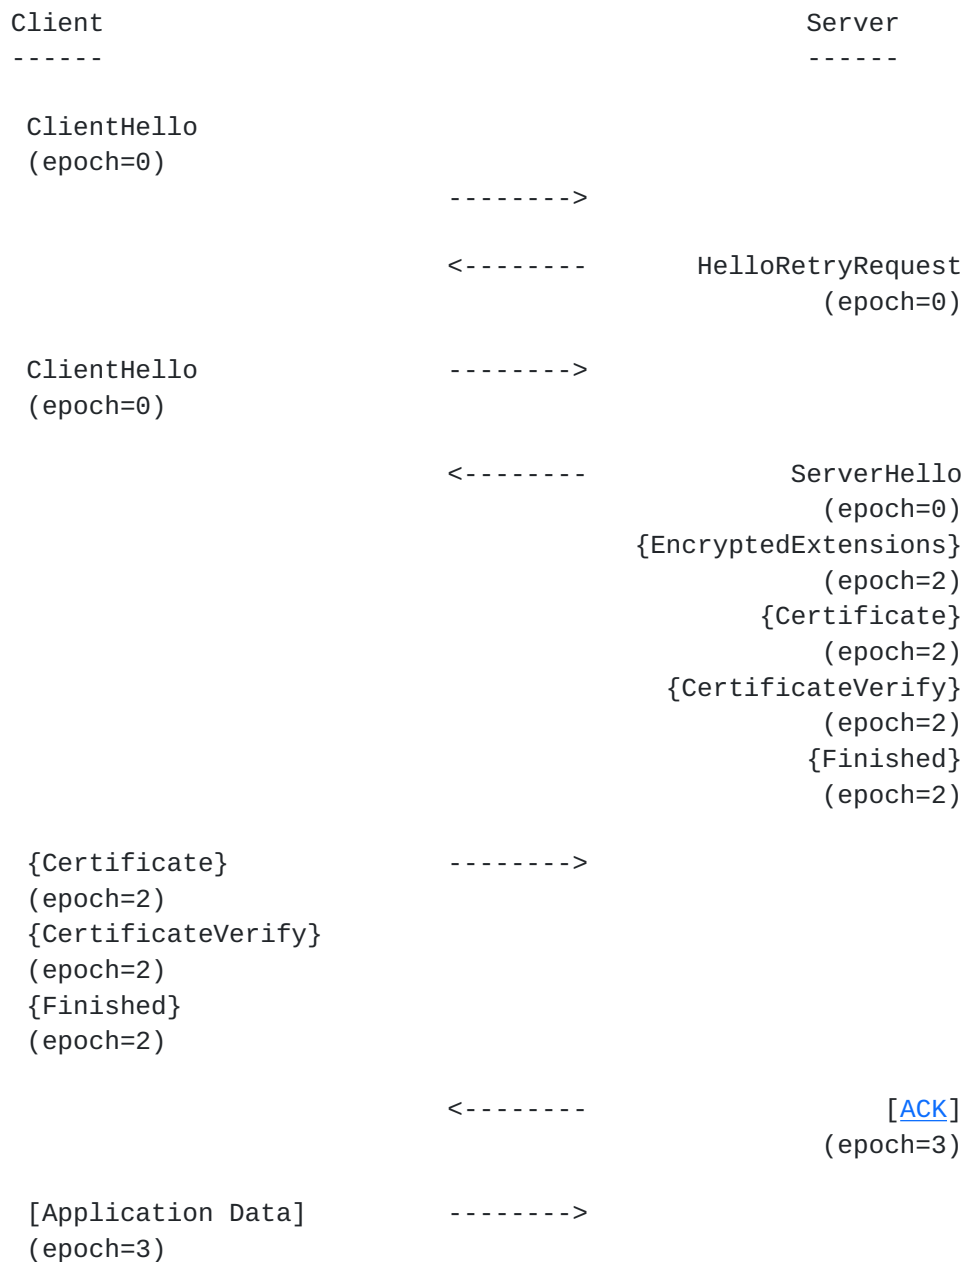 Client                                             Server
------                                             ------
ClientHello
(epoch=0)
-------->
<--------       HelloRetryRequest
(epoch=0)
ClientHello                -------->
(epoch=0)
<--------             ServerHello
(epoch=0)
{EncryptedExtensions}
(epoch=2)
{Certificate}
(epoch=2)
{CertificateVerify}
(epoch=2)
{Finished}
(epoch=2)
{Certificate}              -------->
(epoch=2)
{CertificateVerify}
(epoch=2)
{Finished}
(epoch=2)
<--------                   [ACK]
(epoch=3)
[Application Data]         -------->
(epoch=3)